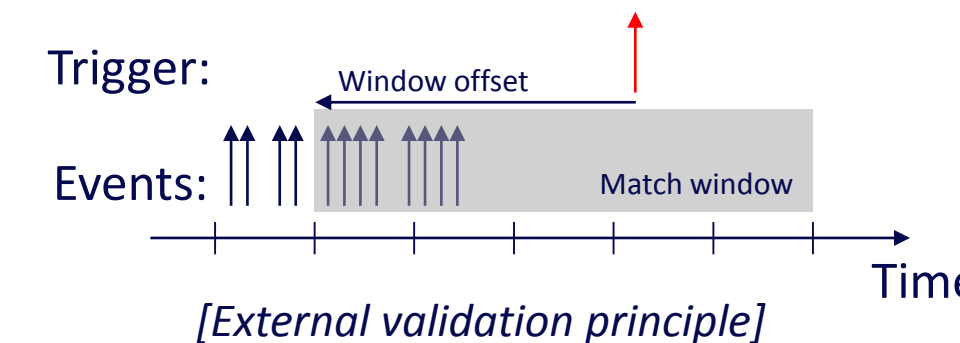 Trigger:
Window offset
Events:
Match window
Time
[External validation principle]